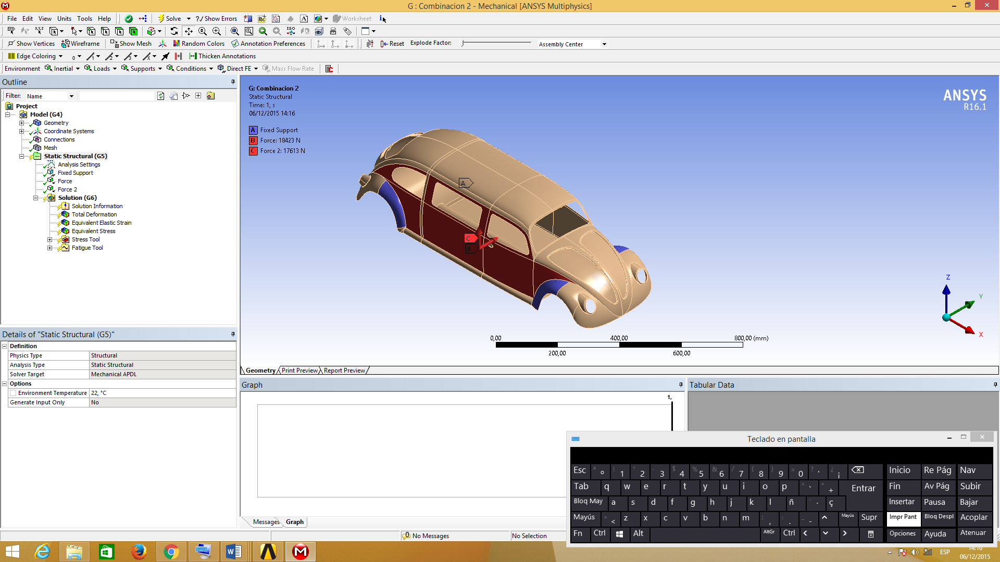 G : Combinacion 2 - Mechanical [ANSYS Multiphysics]
File Edit View Units Tools Help Solve ?/ Show Errors Worksheet
Show Vertices Wireframe Show Mesh Random Colors Annotation Preferences Reset Explode Factor: Assembly Center
Edge Coloring Thicken Annotations
Environment Inertial Loads Supports Conditions Direct FE Mass Flow Rate
Outline
Filter: Name
Project
Model (G4)
Geometry
Coordinate Systems
Connections
Mesh
Static Structural (G5)
Analysis Settings
Fixed Support
Force
Force 2
Solution (G6)
Solution Information
Total Deformation
Equivalent Elastic Strain
Equivalent Stress
Stress Tool
Fatigue Tool
Details of "Static Structural (G5)"
Definition
Physics Type Structural
Analysis Type Static Structural
Solver Target Mechanical APDL
Options
Environment Temperature 22, °C
Generate Input Only No
G: Combinacion 2
Static Structural
Time: 1, s
06/12/2015 14:16
A Fixed Support
B Force: 18423 N
C Force 2: 17613 N
ANSYS
R16.1
A
C
B
Z
Y
X
0,00 400,00 800,00 (mm)
200,00 600,00
Geometry Print Preview Report Preview
Graph
1,
Tabular Data
Messages Graph
No Messages No Selection
Teclado en pantalla
Esc ª º ! 1 " 2 · 3 $ 4 % 5 & 6 / 7 ( 8 ) 9 = 0 ? ' ¿ ¡ Inicio Re Pág Nav
Tab q w e r t y u i o p ^ ` * + Entrar Fin Av Pág Subir
Bloq May a s d f g h j k l ñ ¨ ´ ç Insertar Pausa Bajar
Mayús > < z x c v b n m ; , : . _ - Mayús Supr Impr Pant Bloq Despl Acoplar
Fn Ctrl Alt AltGr Ctrl Opciones Ayuda Atenuar
ESP 14:16
06/12/2015